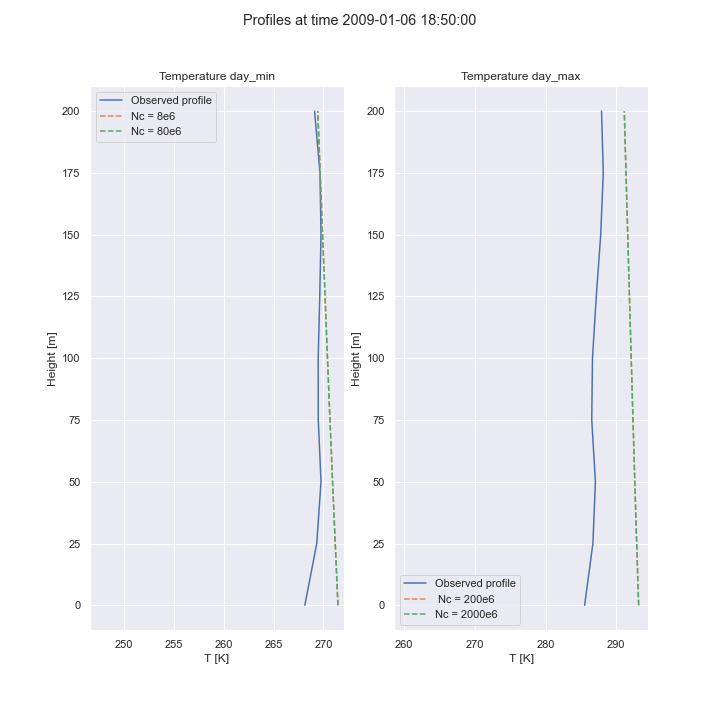 Profiles at time 2009-01-06 18:50:00
Temperature day_min
Observed profile
Nc = 8e6
Nc = 80e6
200
175
150
125
100
75
50
25
0
Height [m]
250 255 260 265 270
T [K]
Temperature day_max
200
175
150
125
100
75
50
25
0
Height [m]
Observed profile
Nc = 200e6
Nc = 2000e6
260 270 280 290
T [K]